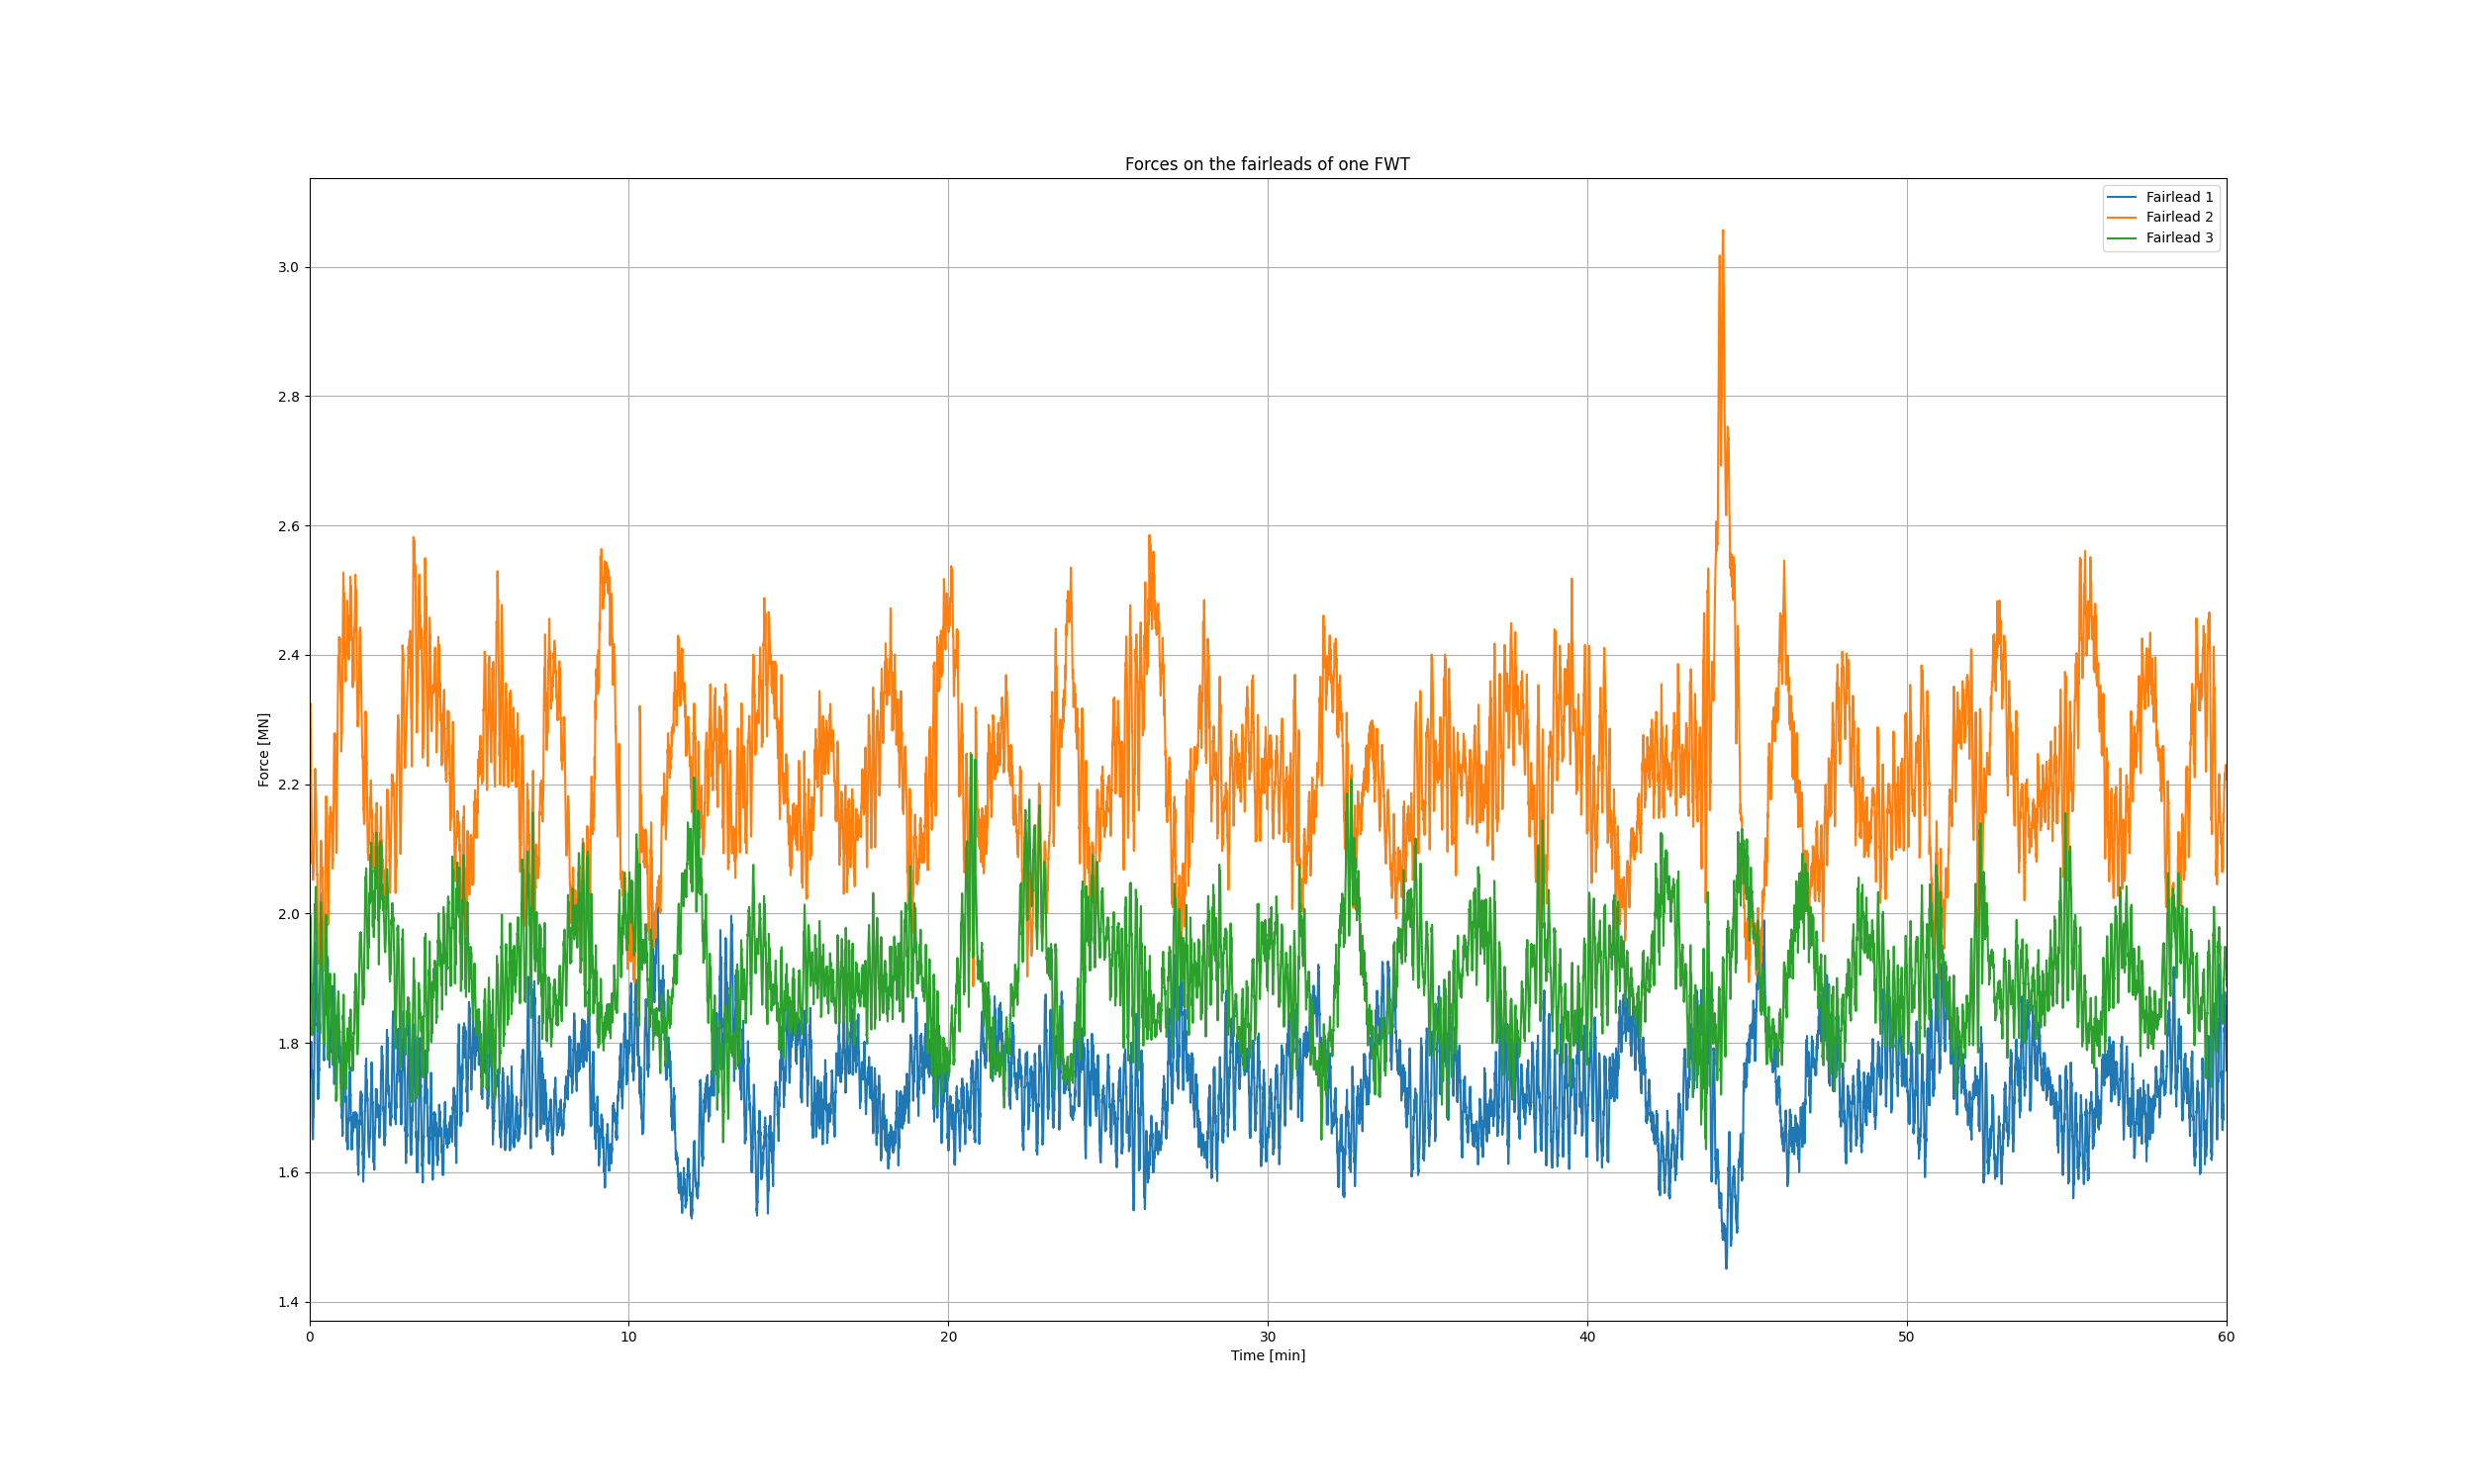 Forces on the fairleads of one FWT
Fairlead 1
Fairlead 2
Fairlead 3
3.0
2.8
2.6
2.4
2.2
2.0
1.8
1.6
1.4
Force [MN]
0 10 20 30 40 50 60
Time [min]